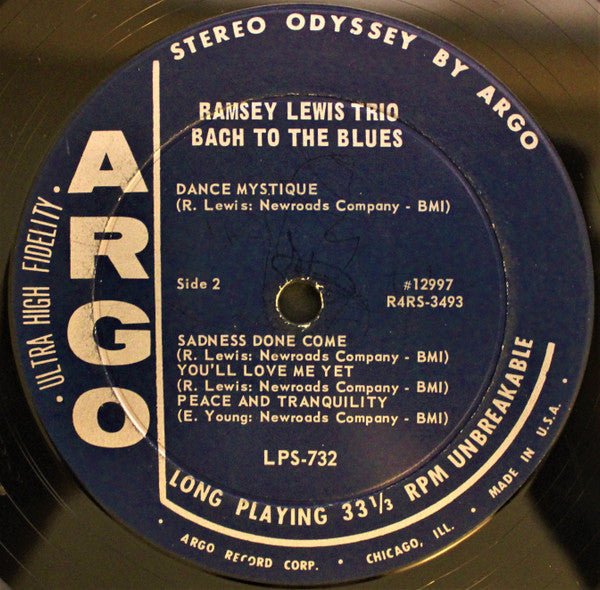 STEREO ODYSSEY BY ARGO
RAMSEY LEWIS TRIO
BACH TO THE BLUES
DANCE MYSTIQUE
(R. Lewis: Newroads Company - BMI)
ARGO
· ULTRA HIGH FIDELITY ·
Side 2
#12997
R4RS-3493
SADNESS DONE COME
(R. Lewis: Newroads Company - BMI)
YOU'LL LOVE ME YET
(R. Lewis: Newroads Company - BMI)
PEACE AND TRANQUILITY
(E. Young: Newroads Company - BMI)
LPS-732
LONG PLAYING 33 1/3 RPM UNBREAKABLE
· ARGO RECORD CORP. · CHICAGO, ILL. · MADE IN U.S.A. ·